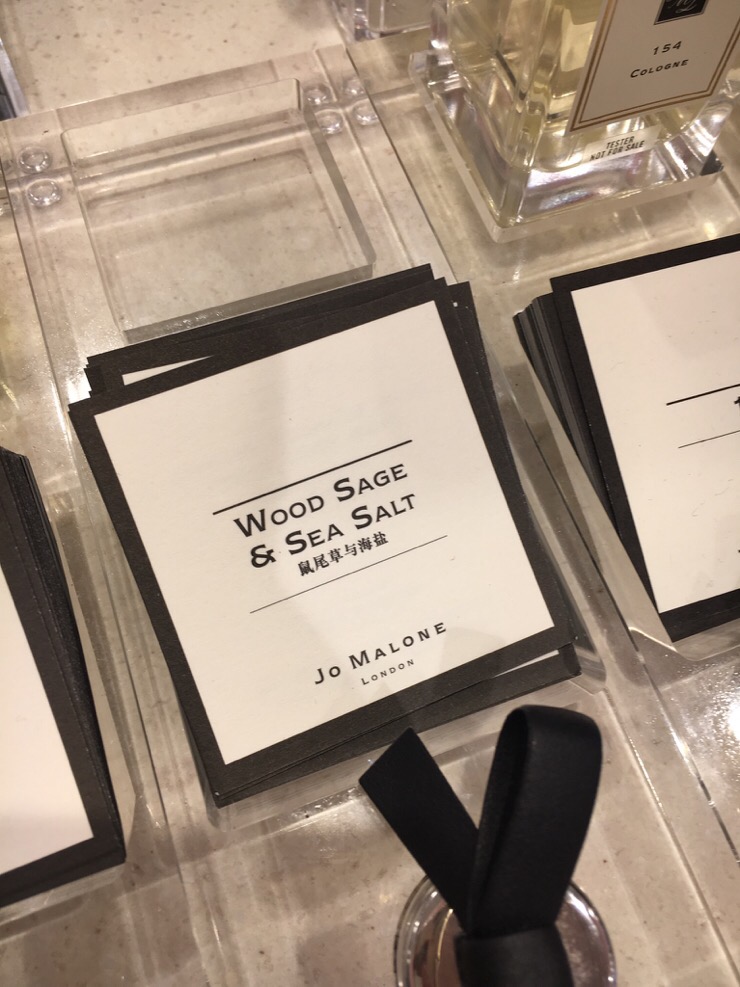 154
COLOGNE
TESTER
NOT FOR SALE
WOOD SAGE
& SEA SALT
鼠尾草与海盐
JO MALONE
LONDON